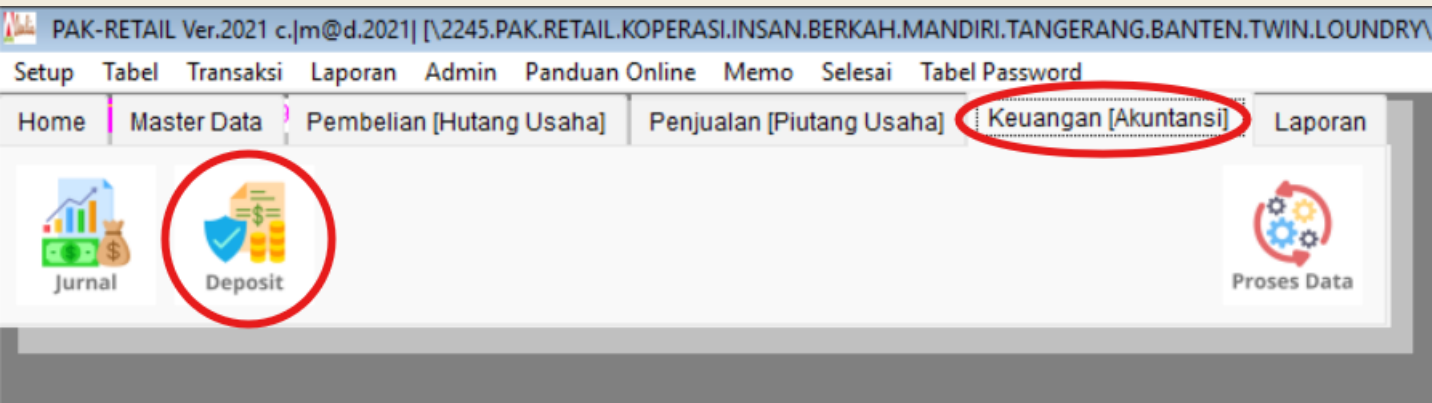 PAK-RETAIL Ver.2021 c.|m@d.2021| [\2245.PAK.RETAIL.KOPERASI.INSAN.BERKAH.MANDIRI.TANGERANG.BANTEN.TWIN.LOUNDRY\
Setup Tabel Transaksi Laporan Admin Panduan Online Memo Selesai Tabel Password
Home Master Data Pembelian [Hutang Usaha] Penjualan [Piutang Usaha] Keuangan [Akuntansi] Laporan
Jurnal Deposit Proses Data